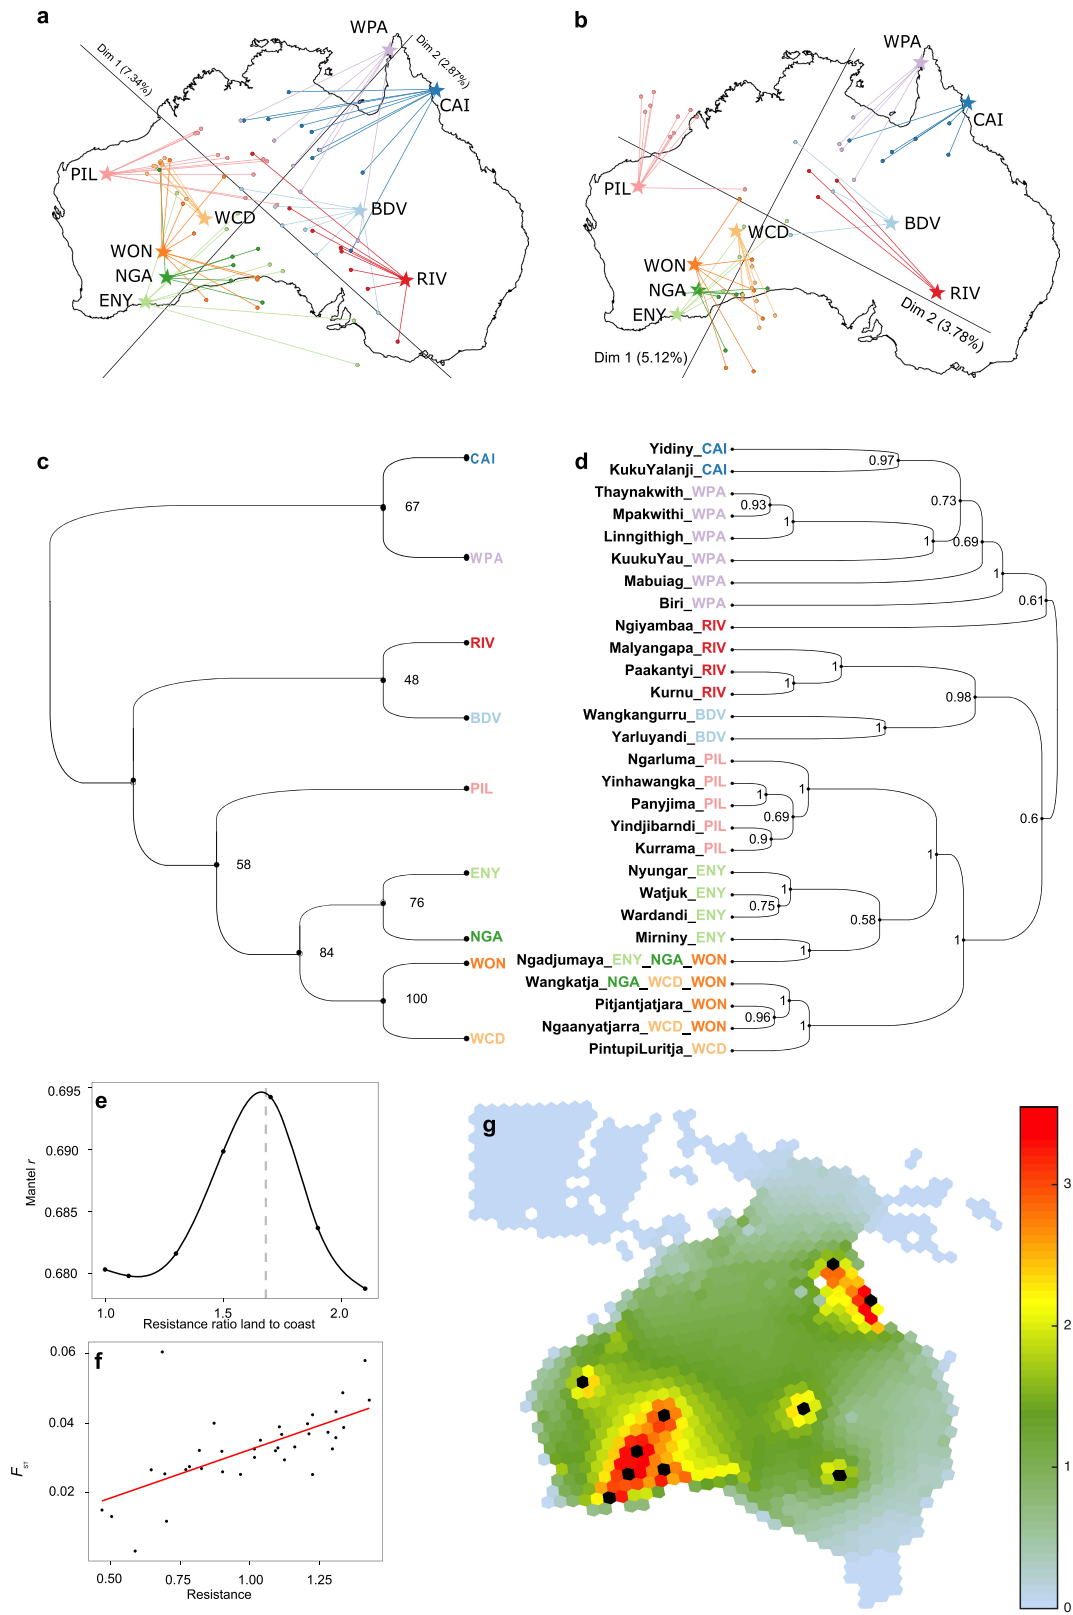 a
WPA
Dim 1 (7.34%)
Dim 2 (2.87%)
CAI
PIL
WCD
BDV
WON
NGA
ENY
RIV
b
WPA
CAI
PIL
WCD
BDV
WON
NGA
ENY
RIV
Dim 2 (3.78%)
Dim 1 (5.12%)
c
CAI
67
WPA
RIV
48
BDV
PIL
58
ENY
76
NGA
84
WON
100
WCD
d
Yidiny_CAI
0.97
KukuYalanji_CAI
Thaynakwith_WPA
0.93
0.73
Mpakwithi_WPA
1
Linngithigh_WPA
1
0.69
KuukuYau_WPA
1
Mabuiag_WPA
Biri_WPA
0.61
Ngiyambaa_RIV
Malyangapa_RIV
1
Paakantyi_RIV
1
Kurnu_RIV
0.98
Wangkangurru_BDV
1
Yarluyandi_BDV
Ngarluma_PIL
Yinhawangka_PIL
1
1
Panyjima_PIL
0.69
0.6
Yindjibarndi_PIL
0.9
Kurrama_PIL
1
Nyungar_ENY
1
Watjuk_ENY
0.75
Wardandi_ENY
0.58
Mirniny_ENY
1
1
Ngadjumaya_ENY_NGA_WON
Wangkatja_NGA_WCD_WON
1
Pitjantjatjara_WON
0.96
Ngaanyatjarra_WCD_WON
1
PintupiLuritja_WCD
e
0.695
0.690
0.685
0.680
Mantel r
1.0
1.5
2.0
Resistance ratio land to coast
f
0.06
0.04
0.02
FST
0.50
0.75
1.00
1.25
Resistance
g
3
2
1
0